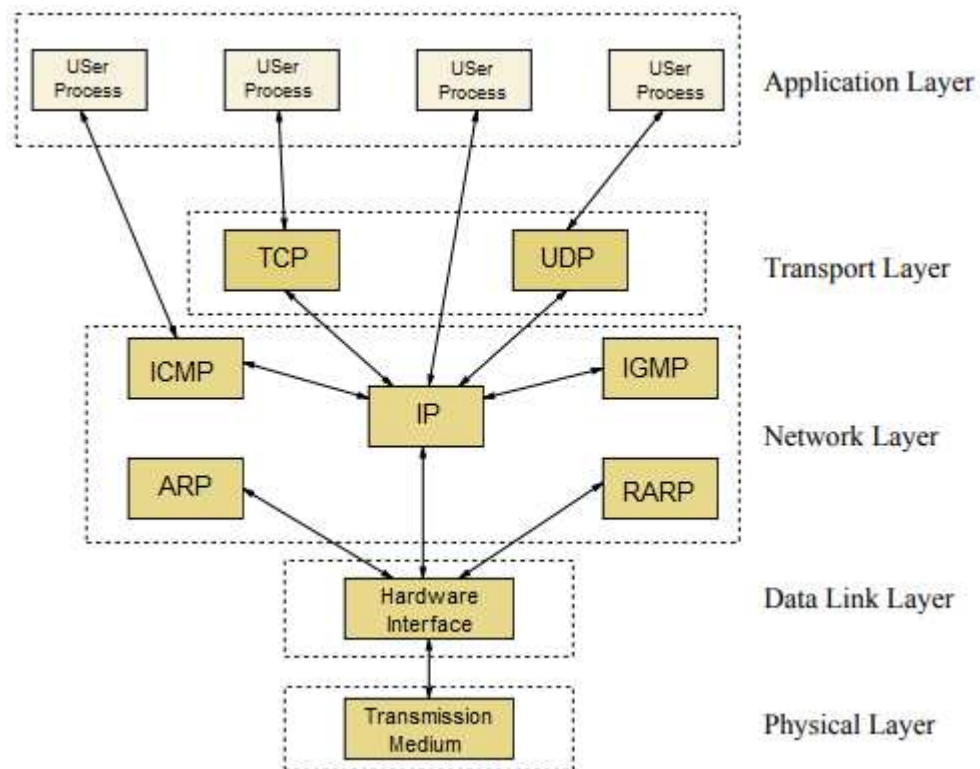 USer
Process
USer
Process
USer
Process
USer
Process
Application Layer
TCP
UDP
Transport Layer
ICMP
IGMP
IP
Network Layer
ARP
RARP
Hardware
Interface
Data Link Layer
Transmission
Medium
Physical Layer